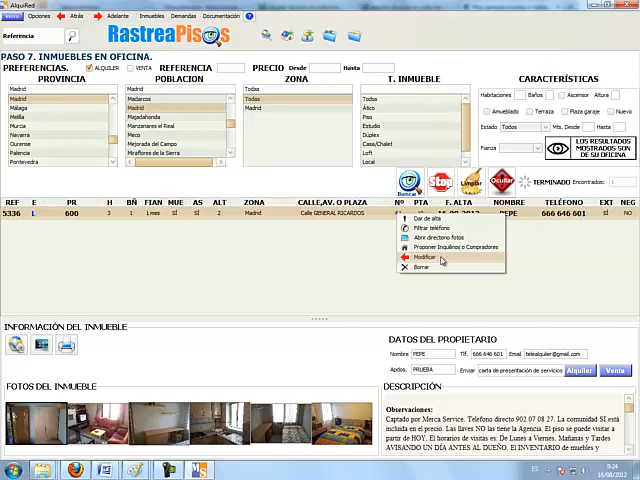 AlquiRed
Inicio Opciones Atrás Adelante Inmuebles Demandas Documentación
Referencia
RastreaPisos
PASO 7. INMUEBLES EN OFICINA.
PREFERENCIAS. ALQUILER VENTA REFERENCIA PRECIO Desde Hasta
PROVINCIA POBLACION ZONA T. INMUEBLE CARACTERÍSTICAS
Madrid Madrid Todas
Madrid
Málaga
Melilla
Murcia
Navarra
Ourense
Palencia
Pontevedra
Madarcos
Madrid
Majadahonda
Manzanares el Real
Meco
Mejorada del Campo
Miraflores de la Sierra
Todas
Madrid
Todos
Ático
Piso
Estudio
Dúplex
Casa/Chalet
Loft
Local
Habitaciones Baños Ascensor Altura
Amueblado Terraza Plaza garaje Nuevo
Estado Todos Mts. Desde Hasta
Fianza
LOS RESULTADOS
MOSTRADOS SON
DE SU OFICINA
Buscar Stop Limpiar Ocultar TERMINADO Encontrados: 1
REF E PR H BÑ FIAN MUE AS ALT ZONA CALLE,AV. O PLAZA Nº PTA F. ALTA NOMBRE TELÉFONO EXT NEG
5336 L 600 3 1 1 mes SÍ SÍ 2 Madrid Calle GENERAL RICARDOS 16-08-2012 PEPE 666 646 601 SÍ NO
Dar de alta
Filtrar teléfono
Abrir directorio fotos
Proponer Inquilinos o Compradores
Modificar
Borrar
INFORMACIÓN DEL INMUEBLE
DATOS DEL PROPIETARIO
Nombre PEPE Tlf. 666 646 601 Email telealquiler@gmail.com
Apdos. PRUEBA Enviar carta de presentación de servicios Alquiler Venta
FOTOS DEL INMUEBLE
DESCRIPCIÓN
Observaciones:
Captado por Merca Service. Telefono directo 902 07 08 27. La comunidad SI está
incluida en el precio. Las llaves NO las tiene la Agencia. El piso se puede visitar a
partir de HOY. El horarios de visitas es: De Lunes a Viernes. Mañanas y Tardes
AVISANDO UN DÍA ANTES AL DUEÑO. El INVENTARIO de muebles y
ES 0:24
16/08/2012